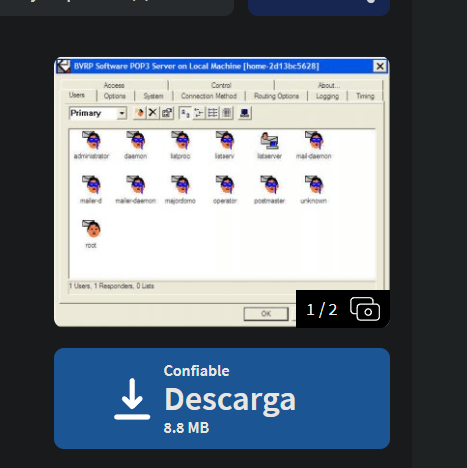 BVRP Software POP3 Server on Local Machine [home-2d13bc5628]
Access Control About...
Users Options System Connection Method Routing Options Logging Timing
Primary
administrator daemon listproc listserv listserver mail-daemon
mailer-d mailer-daemon majordomo operator postmaster unknown
root
1 Users, 1 Responders, 0 Lists
OK
1 / 2
Confiable
Descarga
8.8 MB